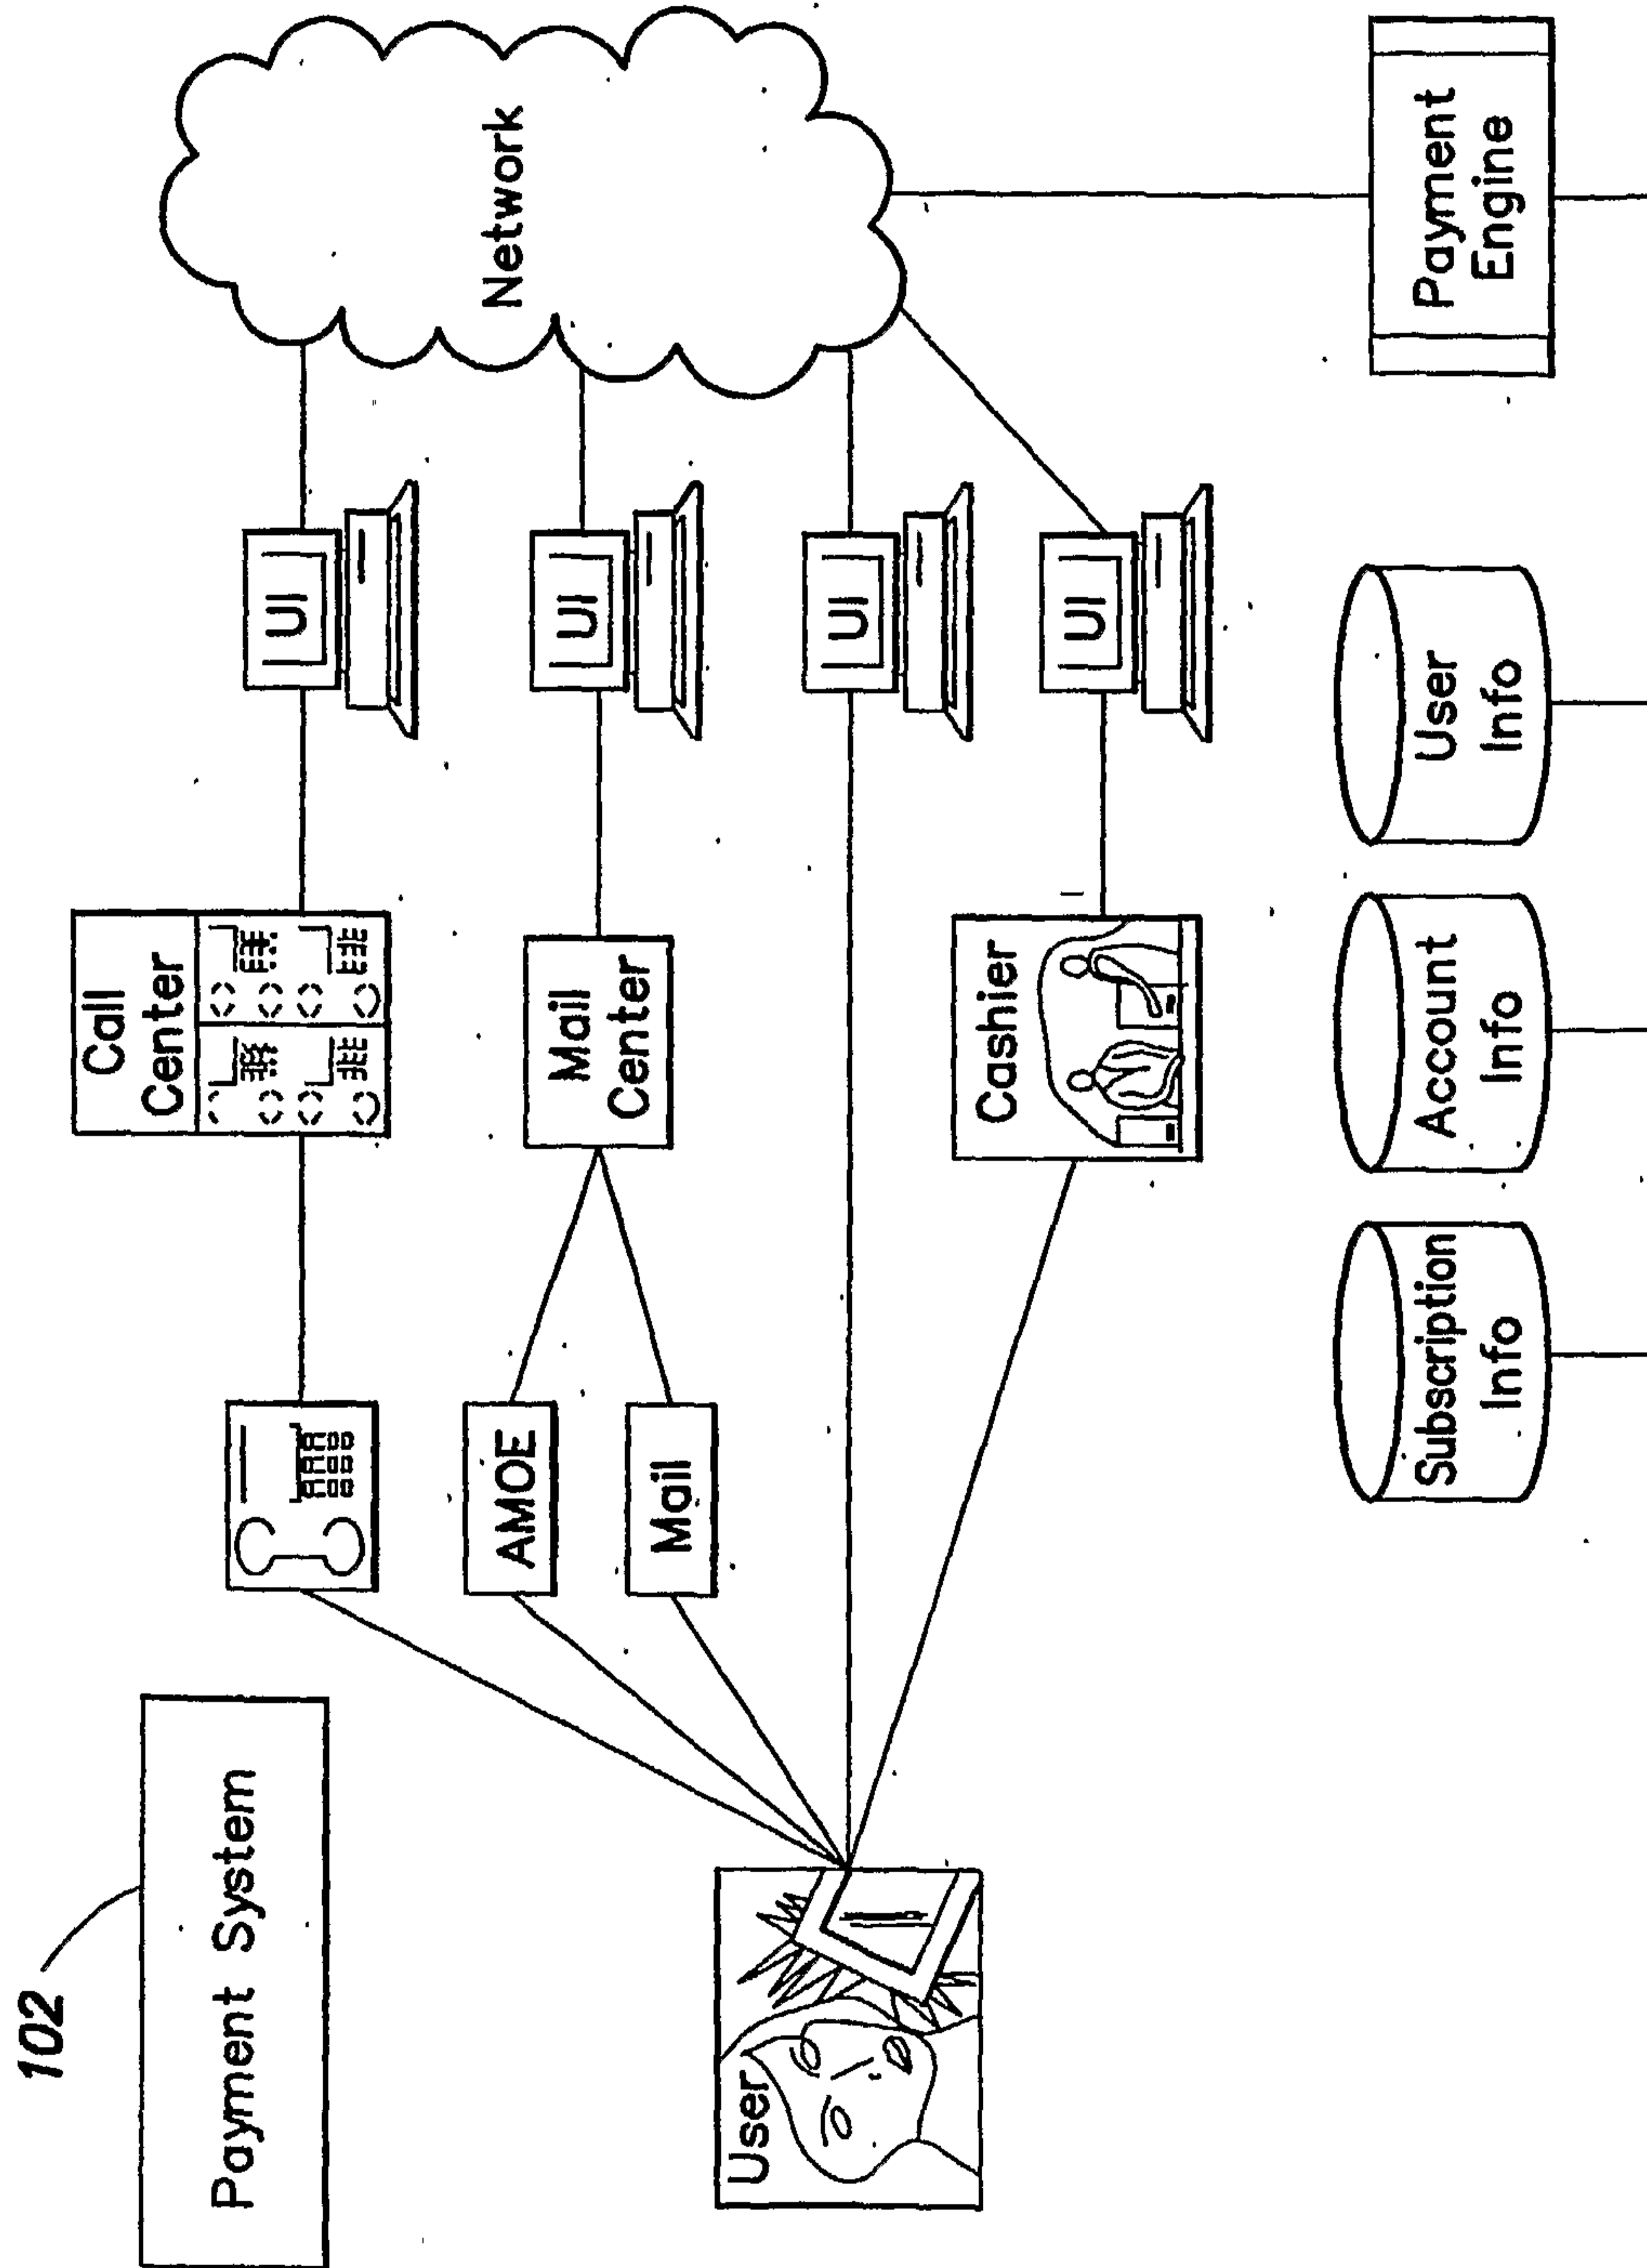 102
Payment System
Call
Center
UI
Network
AMOE
Mail
Center
UI
Mail
User
UI
Cashier
UI
Subscription
Info
Account
Info
User
Info
Payment
Engine